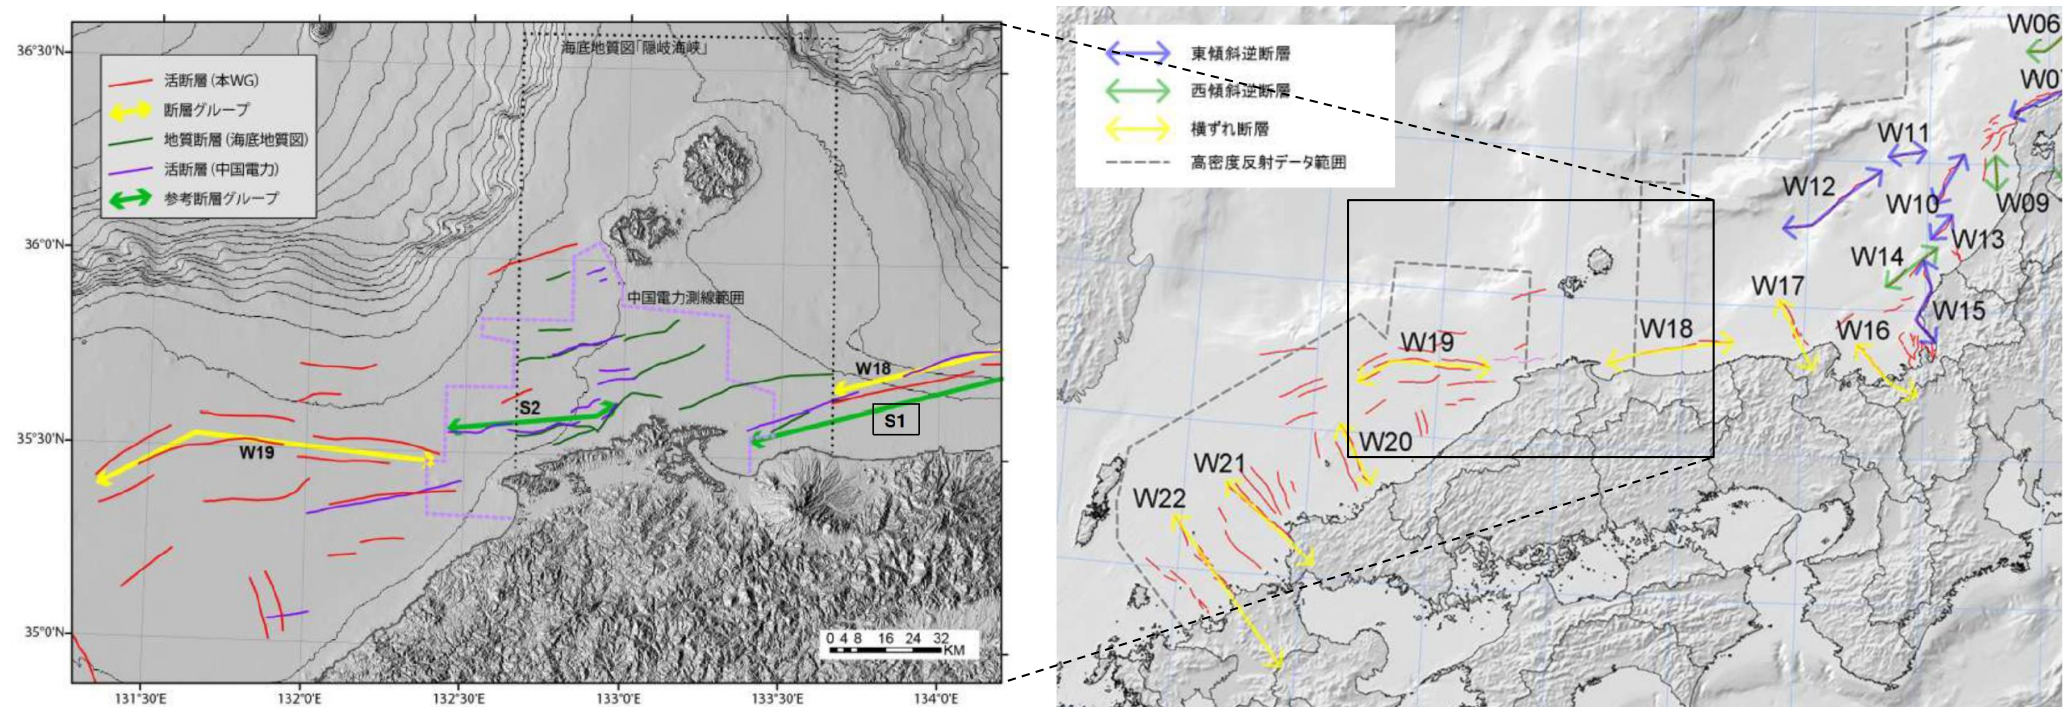 海底地質図「隠岐海峡」
活断層(本WG)
断層グループ
地質断層(海底地質図)
活断層(中国電力)
参考断層グループ
36°30'N
36°0'N
35°30'N
35°0'N
中国電力測線範囲
W18
S1
S2
W19
0 4 8 16 24 32
KM
131°30'E
132°0'E
132°30'E
133°0'E
133°30'E
134°0'E
東傾斜逆断層
西傾斜逆断層
横ずれ断層
高密度反射データ範囲
W06
W0
W11
W12
W10
W09
W13
W14
W17
W15
W16
W18
W19
W20
W21
W22